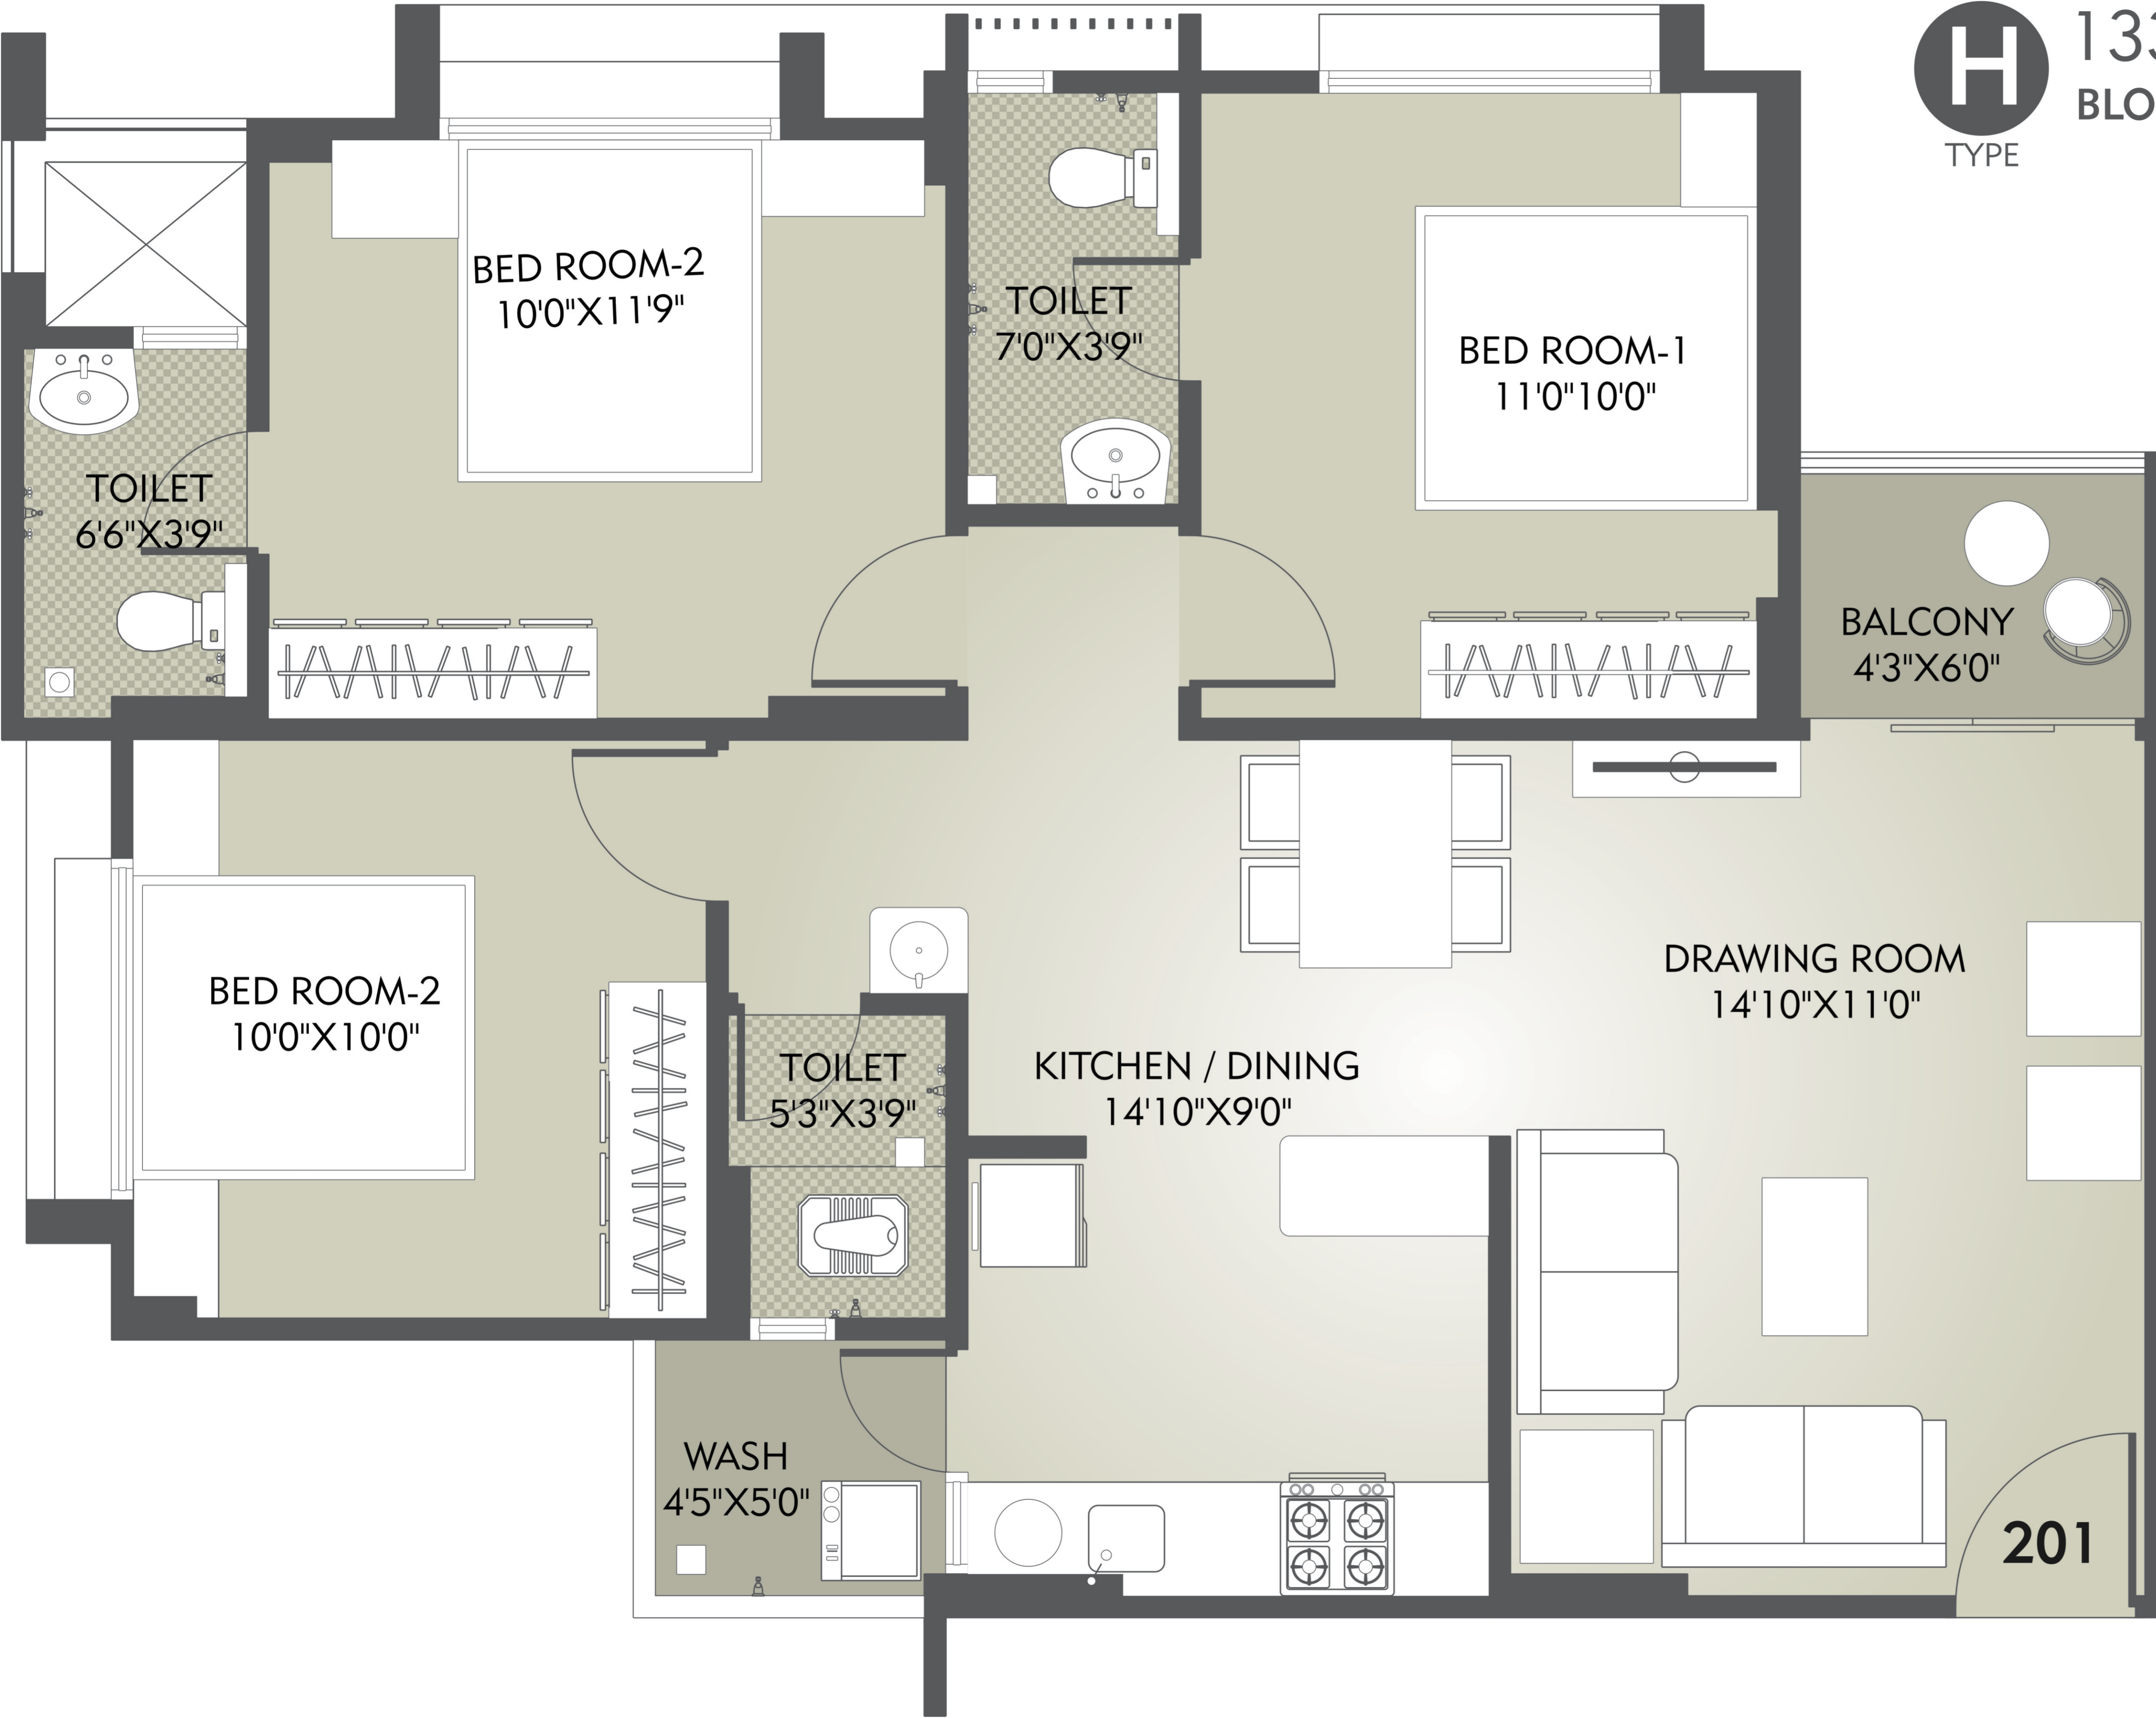 H
TYPE
BED ROOM-2
10'0"X11'9"
TOILET
7'0"X3'9"
BED ROOM-1
11'0"10'0"
TOILET
6'6"X3'9"
BALCONY
4'3"X6'0"
BED ROOM-2
10'0"X10'0"
DRAWING ROOM
14'10"X11'0"
TOILET
5'3"X3'9"
KITCHEN / DINING
14'10"X9'0"
WASH
4'5"X5'0"
201